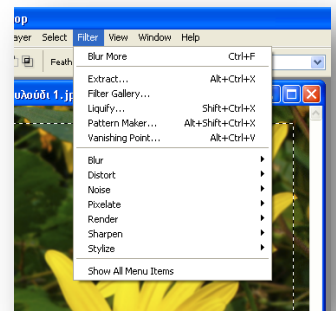 op
ayer Select Filter View Window Help
Feath
Blur More Ctrl+F
Extract... Alt+Ctrl+X
Filter Gallery...
Liquify... Shift+Ctrl+X
Pattern Maker... Alt+Shift+Ctrl+X
Vanishing Point... Alt+Ctrl+V
υλούδι 1.jp
Blur
Distort
Noise
Pixelate
Render
Sharpen
Stylize
Show All Menu Items